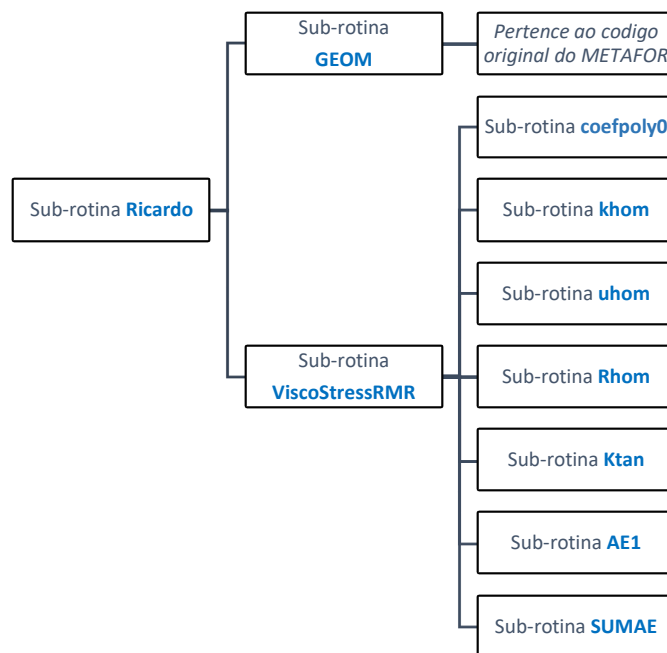 Sub-rotina
GEOM
Pertence ao codigo
original do METAFOR
Sub-rotina coefpoly0
Sub-rotina Ricardo
Sub-rotina khom
Sub-rotina uhom
Sub-rotina
ViscoStressRMR
Sub-rotina Rhom
Sub-rotina Ktan
Sub-rotina AE1
Sub-rotina SUMAE